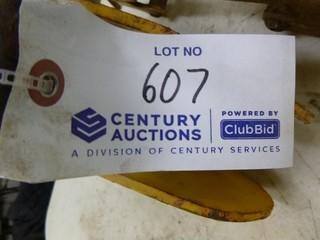 LOT NO
607
CENTURY AUCTIONS
POWERED BY
ClubBid
A DIVISION OF CENTURY SERVICES